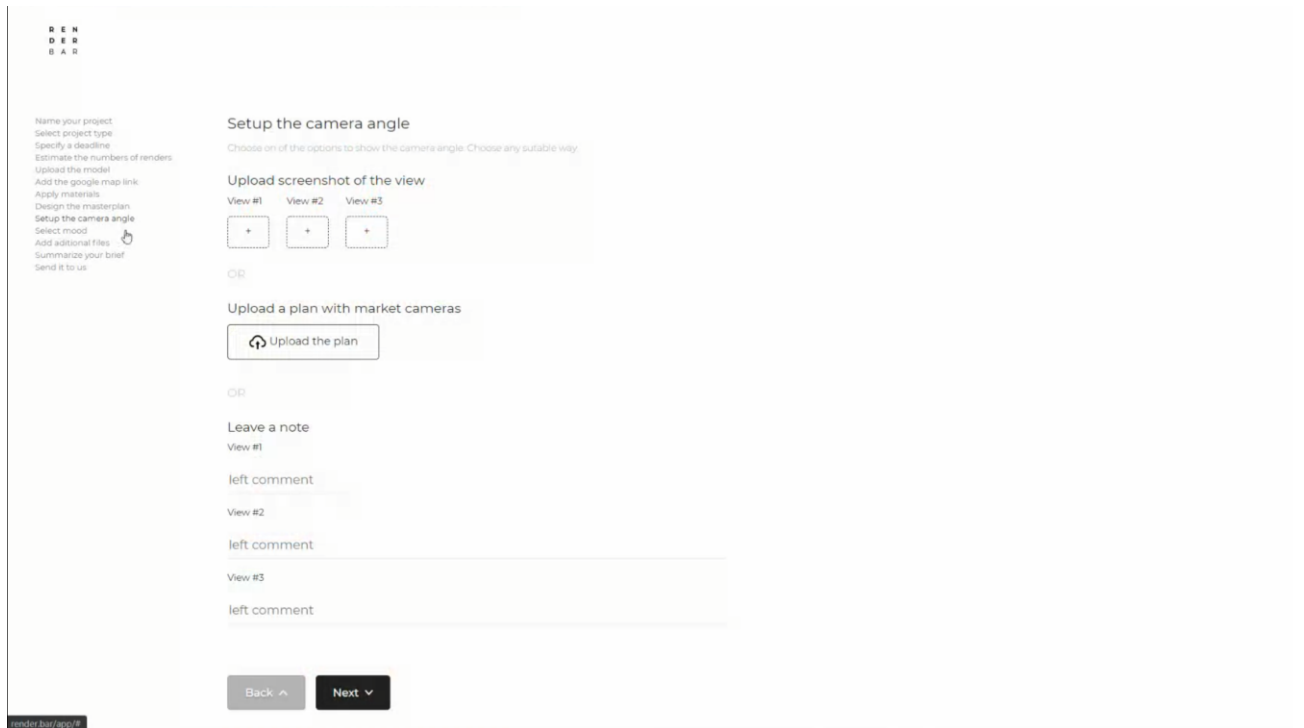 R E N
D E R
B A R
Name your project
Select project type
Specify a deadline
Estimate the numbers of renders
Upload the model
Add the google map link
Apply materials
Design the masterplan
Setup the camera angle
Select mood
Add aditional files
Summarize your brief
Send it to us
Setup the camera angle
Choose on of the options to show the camera angle. Choose any suitable way.
Upload screenshot of the view
View #1 View #2 View #3
+ + +
OR
Upload a plan with market cameras
Upload the plan
OR
Leave a note
View #1
left comment
View #2
left comment
View #3
left comment
Back Next
render.bar/app/#